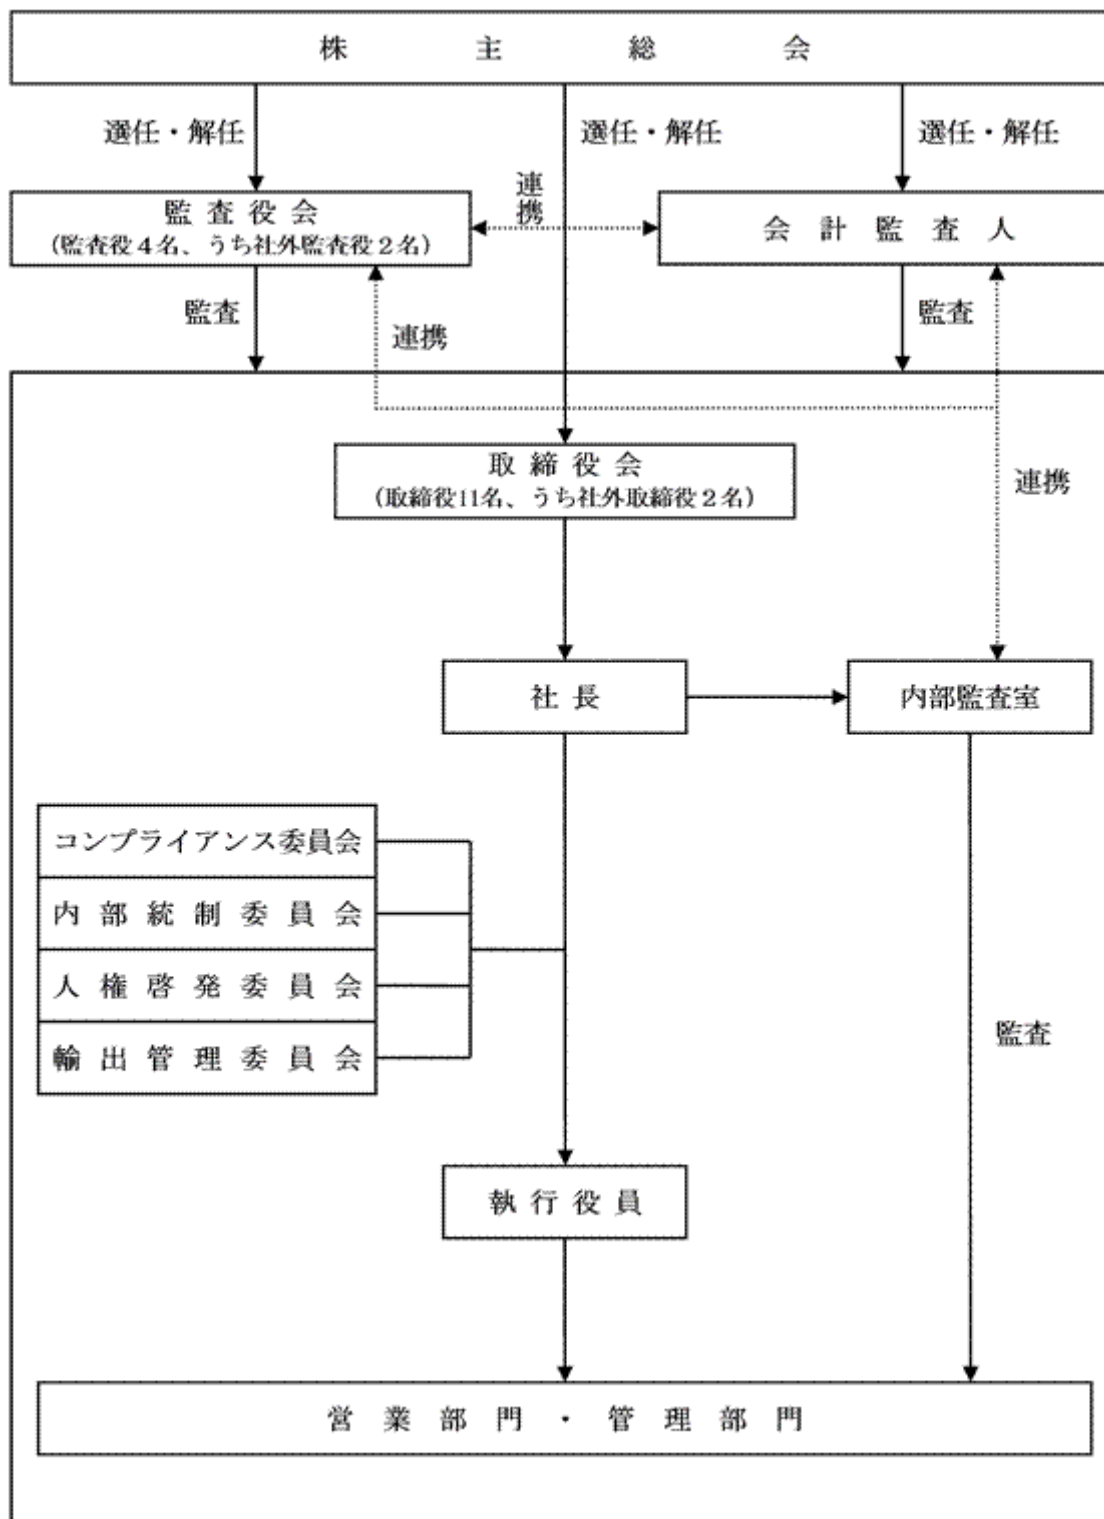 株主総会
選任・解任
選任・解任
選任・解任
監査役会
(監査役4名、うち社外監査役2名)
連携
会計監査人
監査
連携
監査
取締役会
(取締役11名、うち社外取締役2名)
連携
社長
内部監査室
コンプライアンス委員会
内部統制委員会
人権啓発委員会
輸出管理委員会
監査
執行役員
営業部門・管理部門